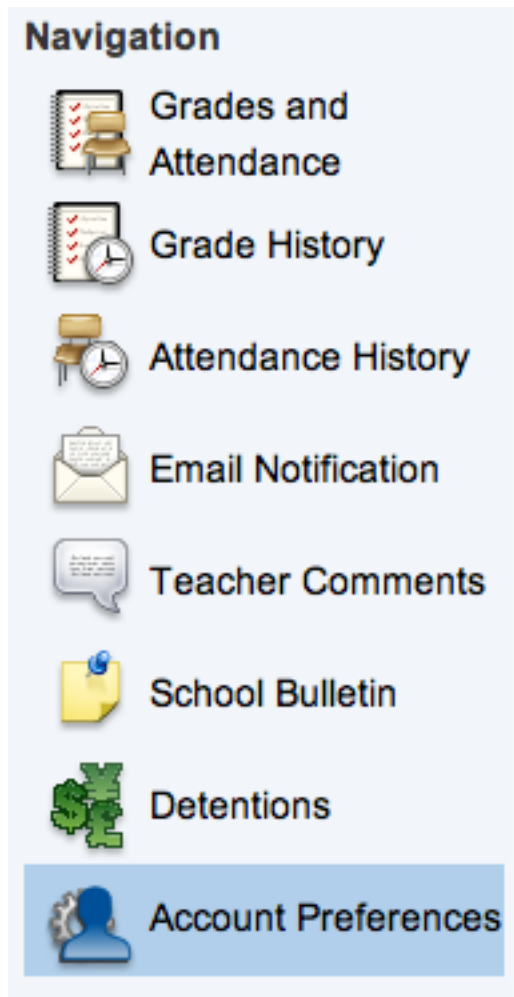 Navigation
Grades and
Attendance
Grade History
Attendance History
Email Notification
Teacher Comments
School Bulletin
Detentions
Account Preferences